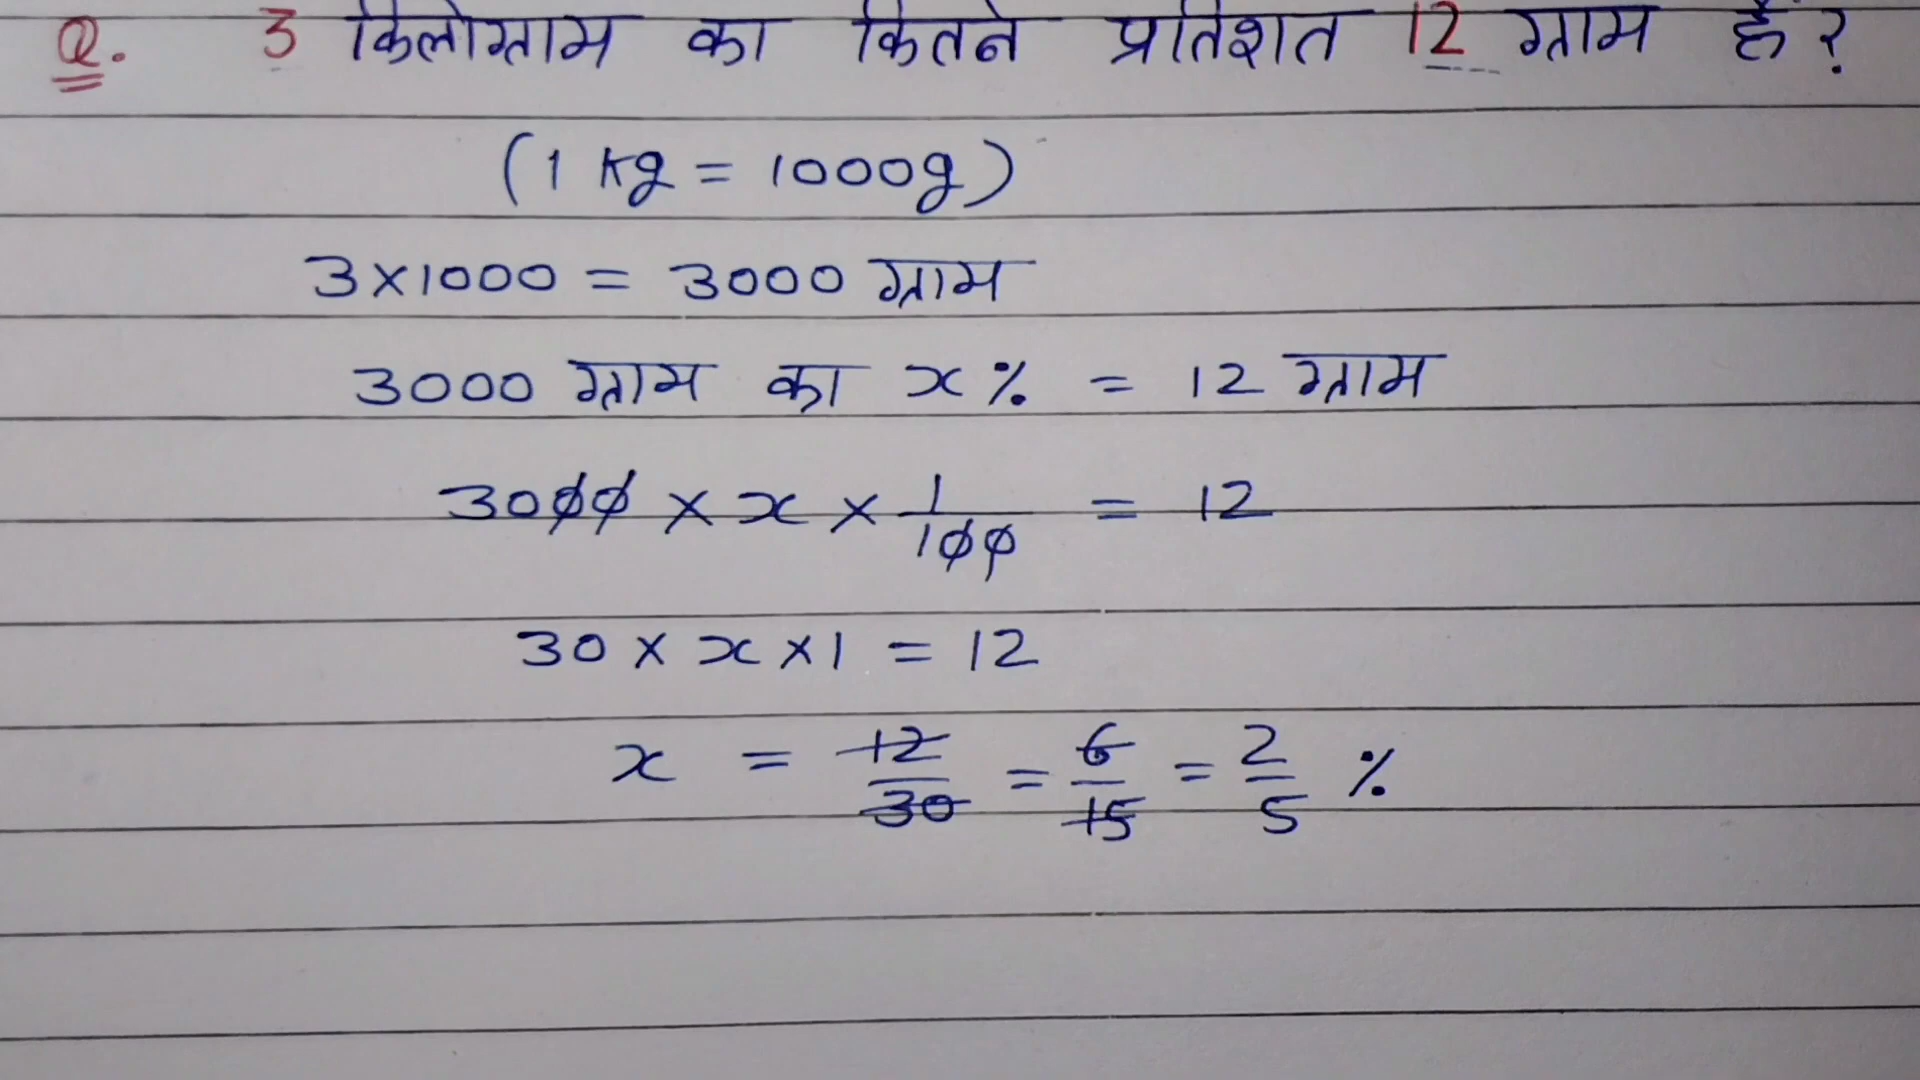 Q. 3 किलोग्राम का कितने प्रतिशत 12 ग्राम है?
(1 kg = 1000g)
3×1000 = 3000 ग्राम
3000 ग्राम का x% = 12 ग्राम
3000 × x × 1/100 = 12
30 × x × 1 = 12
x = 12/30 = 6/15 = 2/5 %